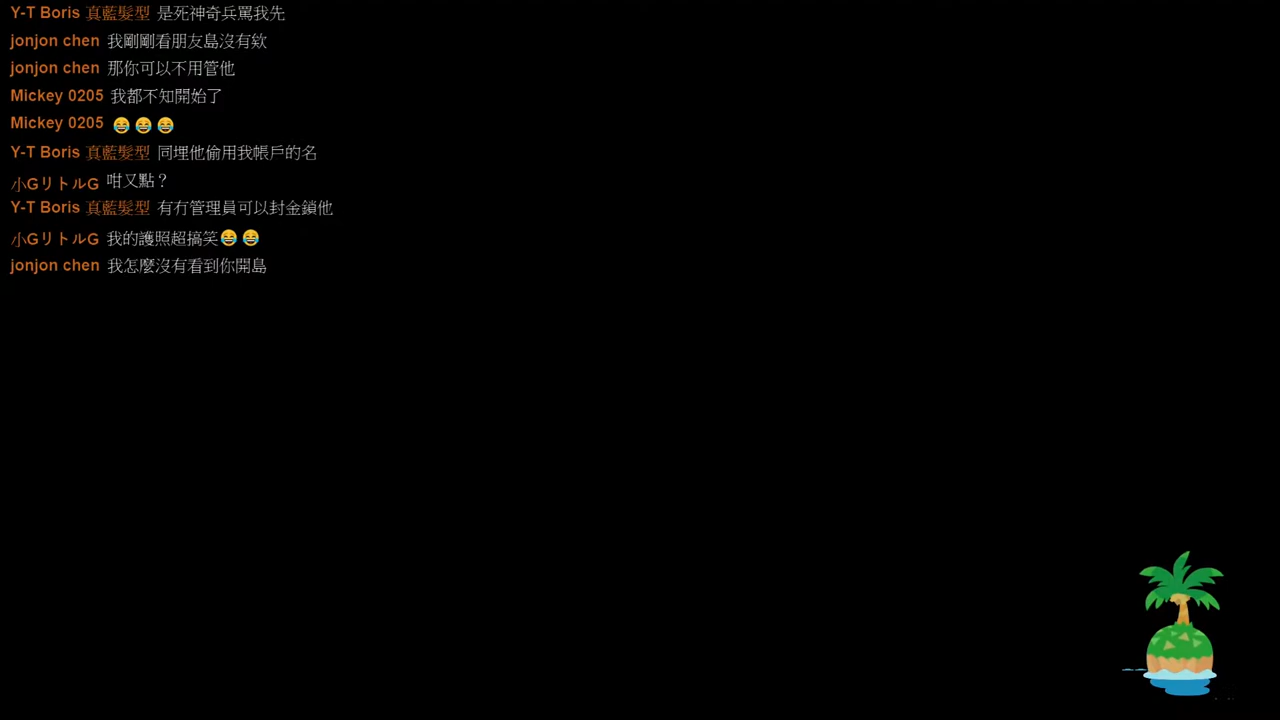 Y-T Boris 真藍髮型 是死神奇兵罵我先
jonjon chen 我剛剛看朋友島沒有欸
jonjon chen 那你可以不用管他
Mickey 0205 我都不知開始了
Mickey 0205 😂 😂 😂
Y-T Boris 真藍髮型 同埋他偷用我帳戶的名
小GリトルG 咁又點？
Y-T Boris 真藍髮型 有冇管理員可以封金鎖他
小GリトルG 我的護照超搞笑😂 😂
jonjon chen 我怎麼沒有看到你開島